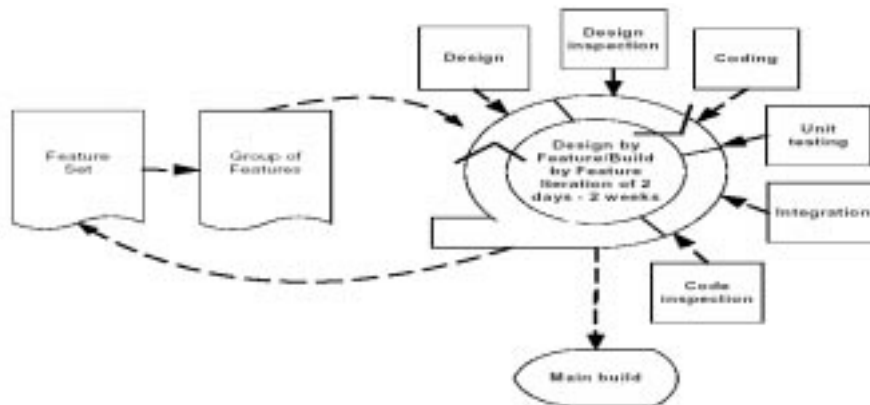 Feature
Set
Group of
Features
Design
Design
inspection
Coding
Unit
testing
Integration
Code
inspection
Design by
Feature/Build
by Feature
Iteration of 2
days - 2 weeks
Main build